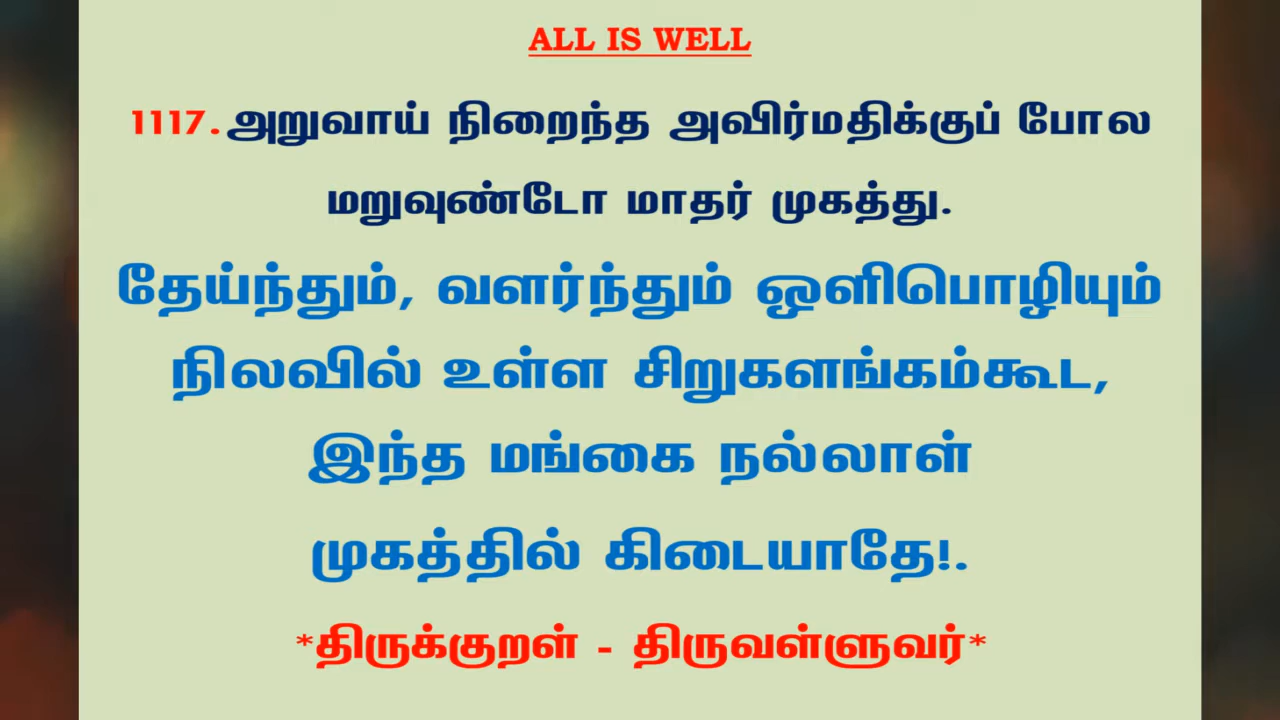 ALL IS WELL
1117. அறுவாய் நிறைந்த அவிர்மதிக்குப் போல
மறுவுண்டோ மாதர் முகத்து.
தேய்ந்தும், வளர்ந்தும் ஒளிபொழியும்
நிலவில் உள்ள சிறுகளங்கம்கூட,
இந்த மங்கை நல்லாள்
முகத்தில் கிடையாதே!.
*திருக்குறள் - திருவள்ளுவர்*